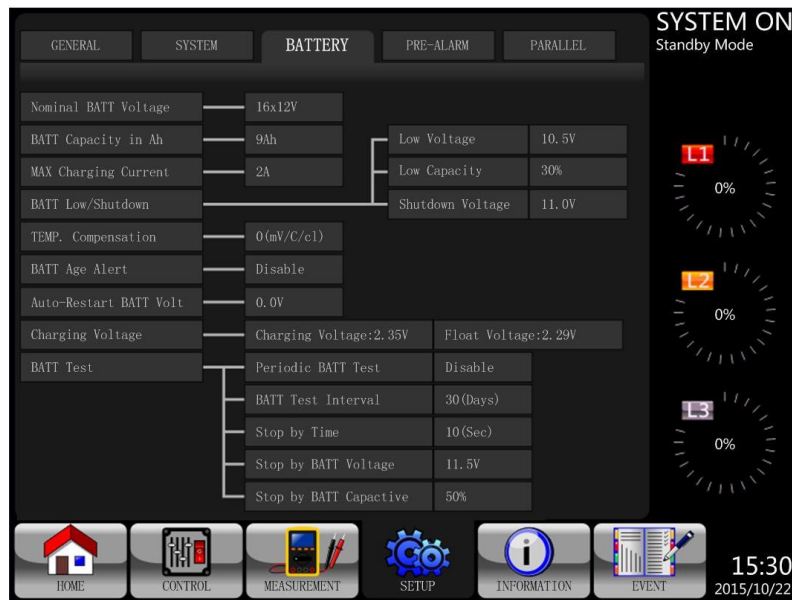 SYSTEM ON
Standby Mode
GENERAL SYSTEM BATTERY PRE-ALARM PARALLEL
Nominal BATT Voltage 16x12V
BATT Capacity in Ah 9Ah Low Voltage 10.5V
MAX Charging Current 2A Low Capacity 30%
BATT Low/Shutdown Shutdown Voltage 11.0V
TEMP. Compensation 0(mV/C/cl)
BATT Age Alert Disable
Auto-Restart BATT Volt 0.0V
Charging Voltage Charging Voltage:2.35V Float Voltage:2.29V
BATT Test Periodic BATT Test Disable
BATT Test Interval 30(Days)
Stop by Time 10(Sec)
Stop by BATT Voltage 11.5V
Stop by BATT Capactive 50%
L1
0%
L2
0%
L3
0%
HOME CONTROL MEASUREMENT SETUP INFORMATION EVENT
15:30
2015/10/22